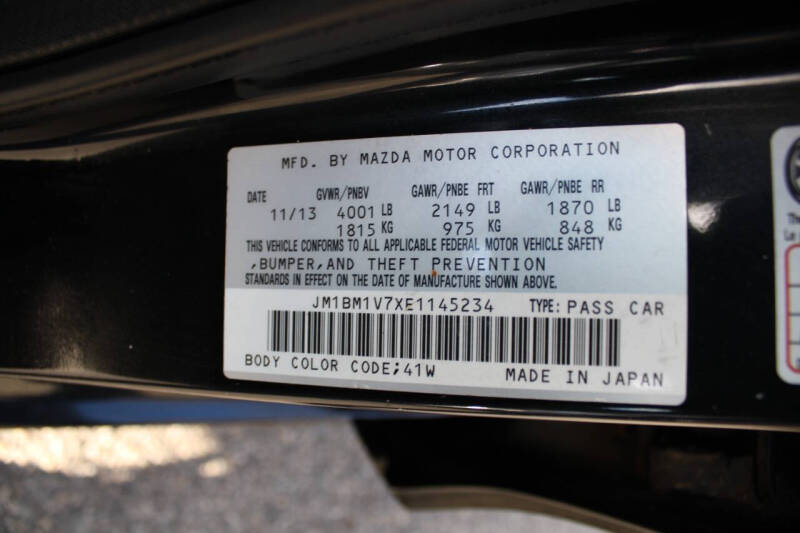 MFD. BY MAZDA MOTOR CORPORATION
DATE GVWR/PNBV GAWR/PNBE FRT GAWR/PNBE RR
11/13 4001 LB 2149 LB 1870 LB
1815 KG 975 KG 848 KG
THIS VEHICLE CONFORMS TO ALL APPLICABLE FEDERAL MOTOR VEHICLE SAFETY
,BUMPER,AND THEFT PREVENTION
STANDARDS IN EFFECT ON THE DATE OF MANUFACTURE SHOWN ABOVE.
JM1BM1V7XE1145234 TYPE: PASS CAR
BODY COLOR CODE;41W MADE IN JAPAN